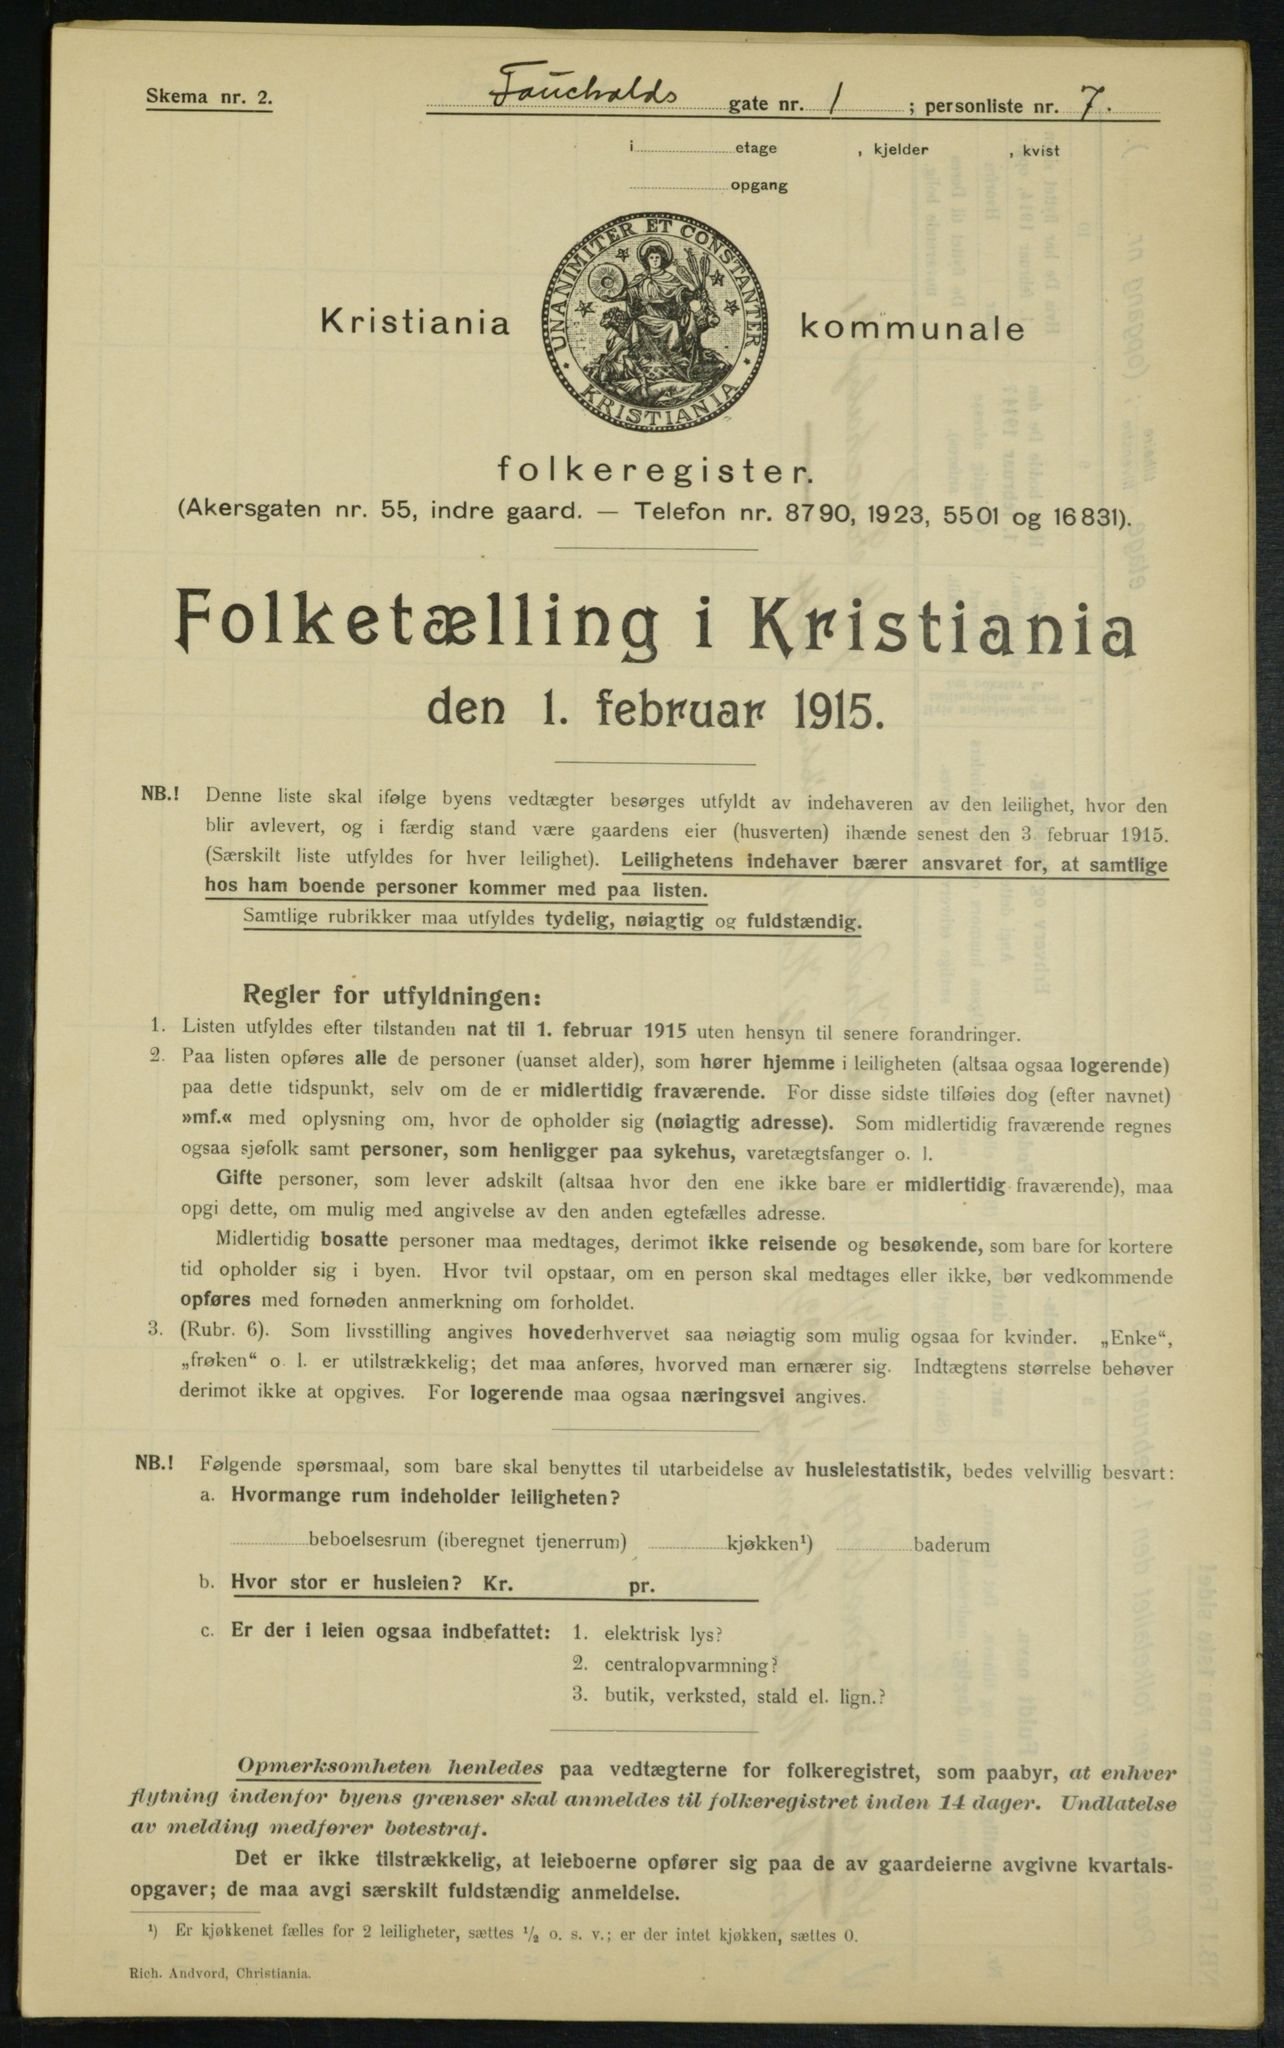 Skema nr. 2.
Fauchalds gate nr. 1 ; personliste nr. 7.
i etage , kjelder , kvist
opgang
UNANIMITER ET CONSTANTER
KRISTIANIA
Kristiania kommunale
folkeregister.
(Akersgaten nr. 55, indre gaard. — Telefon nr. 8790, 1923, 5501 og 16831).
Folketælling i Kristiania
den 1. februar 1915.
NB.! Denne liste skal ifølge byens vedtægter besørges utfyldt av indehaveren av den leilighet, hvor den
blir avlevert, og i færdig stand være gaardens eier (husverten) ihænde senest den 3 februar 1915.
(Særskilt liste utfyldes for hver leilighet). Leilighetens indehaver bærer ansvaret for, at samtlige
hos ham boende personer kommer med paa listen.
Samtlige rubrikker maa utfyldes tydelig, nøiagtig og fuldstændig.
Regler for utfyldningen:
1. Listen utfyldes efter tilstanden nat til 1. februar 1915 uten hensyn til senere forandringer.
2. Paa listen opføres alle de personer (uanset alder), som hører hjemme i leiligheten (altsaa ogsaa logerende)
paa dette tidspunkt, selv om de er midlertidig fraværende. For disse sidste tilføies dog (efter navnet)
»mf.« med oplysning om, hvor de opholder sig (nøiagtig adresse). Som midlertidig fraværende regnes
ogsaa sjøfolk samt personer, som henligger paa sykehus, varetægtsfanger o. l.
Gifte personer, som lever adskilt (altsaa hvor den ene ikke bare er midlertidig fraværende), maa
opgi dette, om mulig med angivelse av den anden egtefælles adresse.
Midlertidig bosatte personer maa medtages, derimot ikke reisende og besøkende, som bare for kortere
tid opholder sig i byen. Hvor tvil opstaar, om en person skal medtages eller ikke, bør vedkommende
opføres med fornøden anmerkning om forholdet.
3. (Rubr. 6). Som livsstilling angives hovederhvervet saa nøiagtig som mulig ogsaa for kvinder. „Enke“,
„frøken“ o. l. er utilstrækkelig; det maa anføres, hvorved man ernærer sig. Indtægtens størrelse behøver
derimot ikke at opgives. For logerende maa ogsaa næringsvei angives.
NB.! Følgende spørsmaal, som bare skal benyttes til utarbeidelse av husleiestatistik, bedes velvillig besvart:
a. Hvormange rum indeholder leiligheten?
beboelsesrum (iberegnet tjenerrum) kjøkken¹) baderum
b. Hvor stor er husleien? Kr. pr.
c. Er der i leien ogsaa indbefattet: 1. elektrisk lys?
2. centralopvarmning?
3. butik, verksted, stald el. lign.?
Opmerksomheten henledes paa vedtægterne for folkeregistret, som paabyr, at enhver
flytning indenfor byens grænser skal anmeldes til folkeregistret inden 14 dager. Undlatelse
av melding medfører botestraf.
Det er ikke tilstrækkelig, at leieboerne opfører sig paa de av gaardeierne avgivne kvartals-
opgaver; de maa avgi særskilt fuldstændig anmeldelse.
¹) Er kjøkkenet fælles for 2 leiligheter, sættes ½ o. s. v.; er der intet kjøkken, sættes 0.
Rich. Andvord, Christiania.